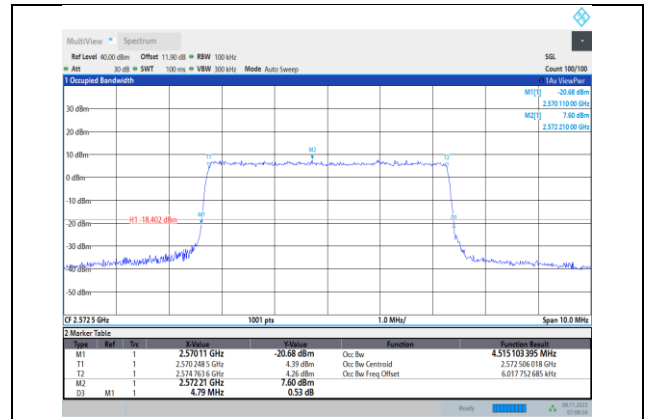 MultiView Spectrum
Ref Level 40.00 dBm Offset 11.90 dB RBW 100 kHz SGL
Att 30 dB SWT 100 ms VBW 300 kHz Mode Auto Sweep Count 100/100
1 Occupied Bandwidth 1Av ViewPwr
M1[1] -20.68 dBm
2.570 110 00 GHz
M2[1] 7.60 dBm
2.572 210 00 GHz
30 dBm
20 dBm
10 dBm
0 dBm
-10 dBm
-20 dBm
-30 dBm
-40 dBm
-50 dBm
M2
T1 T2
M1 D3
H1 -18.402 dBm
CF 2.572 5 GHz 1001 pts 1.0 MHz/ Span 10.0 MHz
2 Marker Table
Type Ref Trc X-Value Y-Value Function Function Result
M1 1 2.57011 GHz -20.68 dBm Occ Bw 4.515 103 395 MHz
T1 1 2.570 248 5 GHz 4.39 dBm Occ Bw Centroid 2.572 506 018 GHz
T2 1 2.574 763 6 GHz 4.26 dBm Occ Bw Freq Offset 6.017 752 685 kHz
M2 1 2.57221 GHz 7.60 dBm
D3 M1 1 4.79 MHz 0.53 dB
Ready